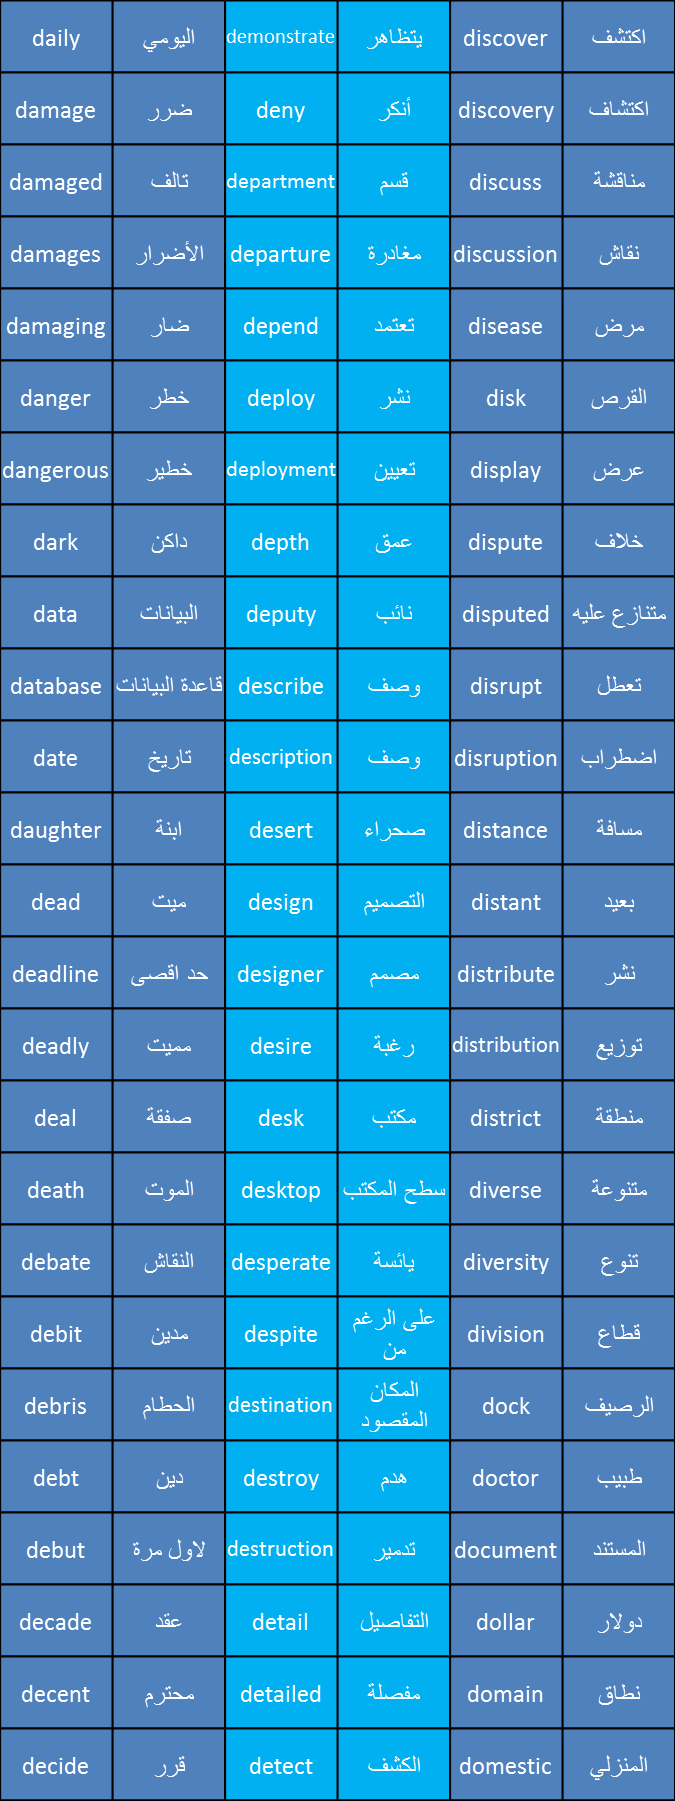 daily اليومي demonstrate يتظاهر discover اكتشف
damage ضرر deny أنكر discovery اكتشاف
damaged تالف department قسم discuss مناقشة
damages الأضرار departure مغادرة discussion نقاش
damaging ضار depend تعتمد disease مرض
danger خطر deploy نشر disk القرص
dangerous خطير deployment تعيين display عرض
dark داكن depth عمق dispute خلاف
data البيانات deputy نائب disputed متنازع عليه
database قاعدة البيانات describe وصف disrupt تعطل
date تاريخ description وصف disruption اضطراب
daughter ابنة desert صحراء distance مسافة
dead ميت design التصميم distant بعيد
deadline حد اقصى designer مصمم distribute نشر
deadly مميت desire رغبة distribution توزيع
deal صفقة desk مكتب district منطقة
death الموت desktop سطح المكتب diverse متنوعة
debate النقاش desperate يائسة diversity تنوع
debit مدين despite على الرغم من division قطاع
debris الحطام destination المكان المقصود dock الرصيف
debt دين destroy هدم doctor طبيب
debut لاول مرة destruction تدمير document المستند
decade عقد detail التفاصيل dollar دولار
decent محترم detailed مفصلة domain نطاق
decide قرر detect الكشف domestic المنزلي